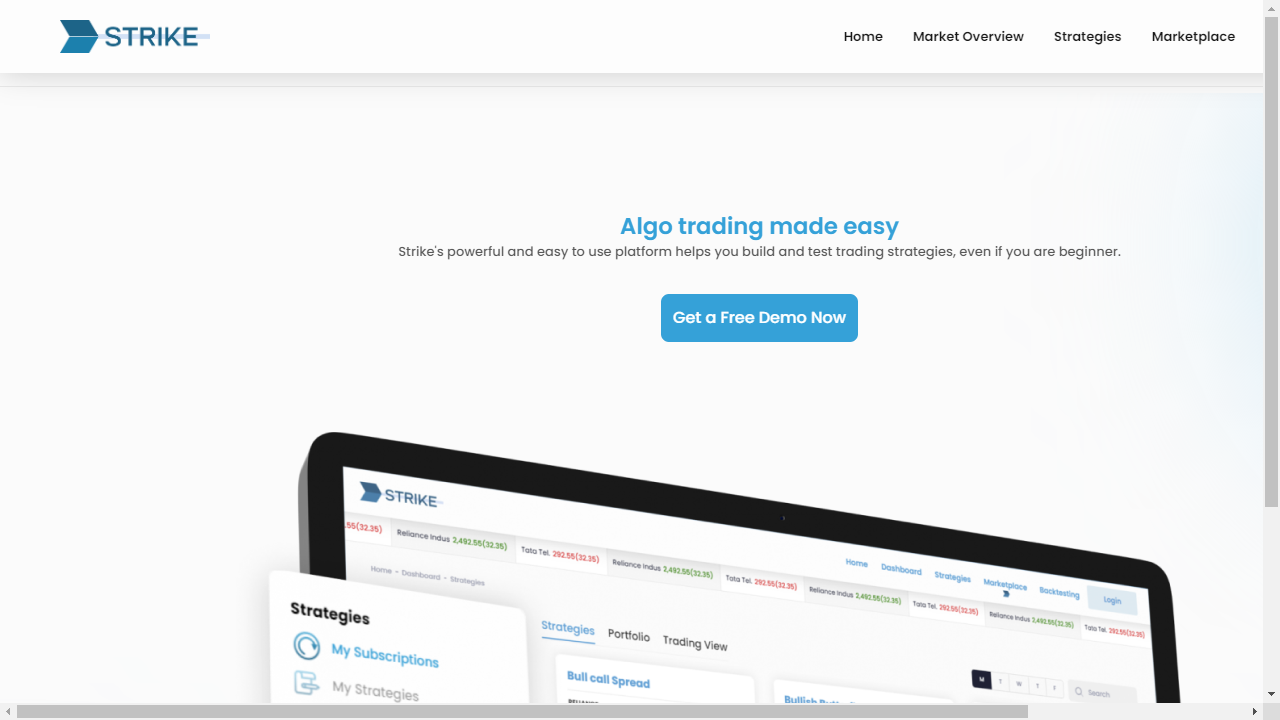 STRIKE
Home Market Overview Strategies Marketplace
Algo trading made easy
Strike's powerful and easy to use platform helps you build and test trading strategies, even if you are beginner.
Get a Free Demo Now
STRIKE
.55(32.35) Reliance Indus 2,492.55(32.35) Tata Tel. 292.55(32.35) Reliance Indus 2,492.55(32.35) Tata Tel. 292.55(32.35) Reliance Indus 2,492.55(32.35) Tata Tel. 292.55(32.35) Reliance Indus 2,492.55(32.35) Tata Tel. 292.55(32.35)
Home Dashboard Strategies Marketplace Backtesting Login
Home - Dashboard - Strategies
Strategies
My Subscriptions
My Strategies
Strategies Portfolio Trading View
Bull call Spread
M T W T F Search